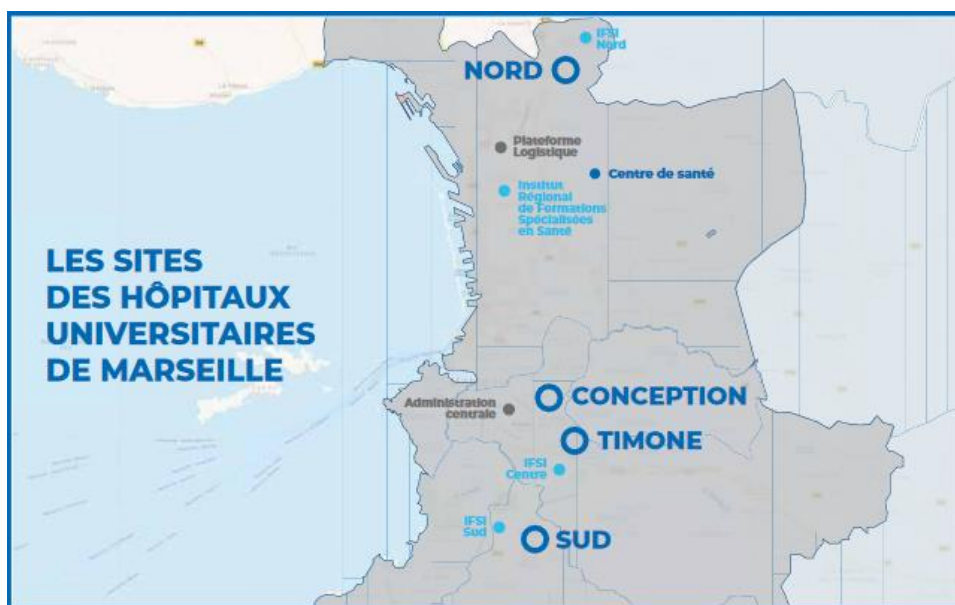 IFSI
Nord
NORD
Plateforme
Logistique
Centre de santé
Institut
Régional
de Formations
Spécialisées
en Santé
LES SITES
DES HÔPITAUX
UNIVERSITAIRES
DE MARSEILLE
CONCEPTION
Administration
centrale
TIMONE
IFSI
Centre
IFSI
Sud
SUD